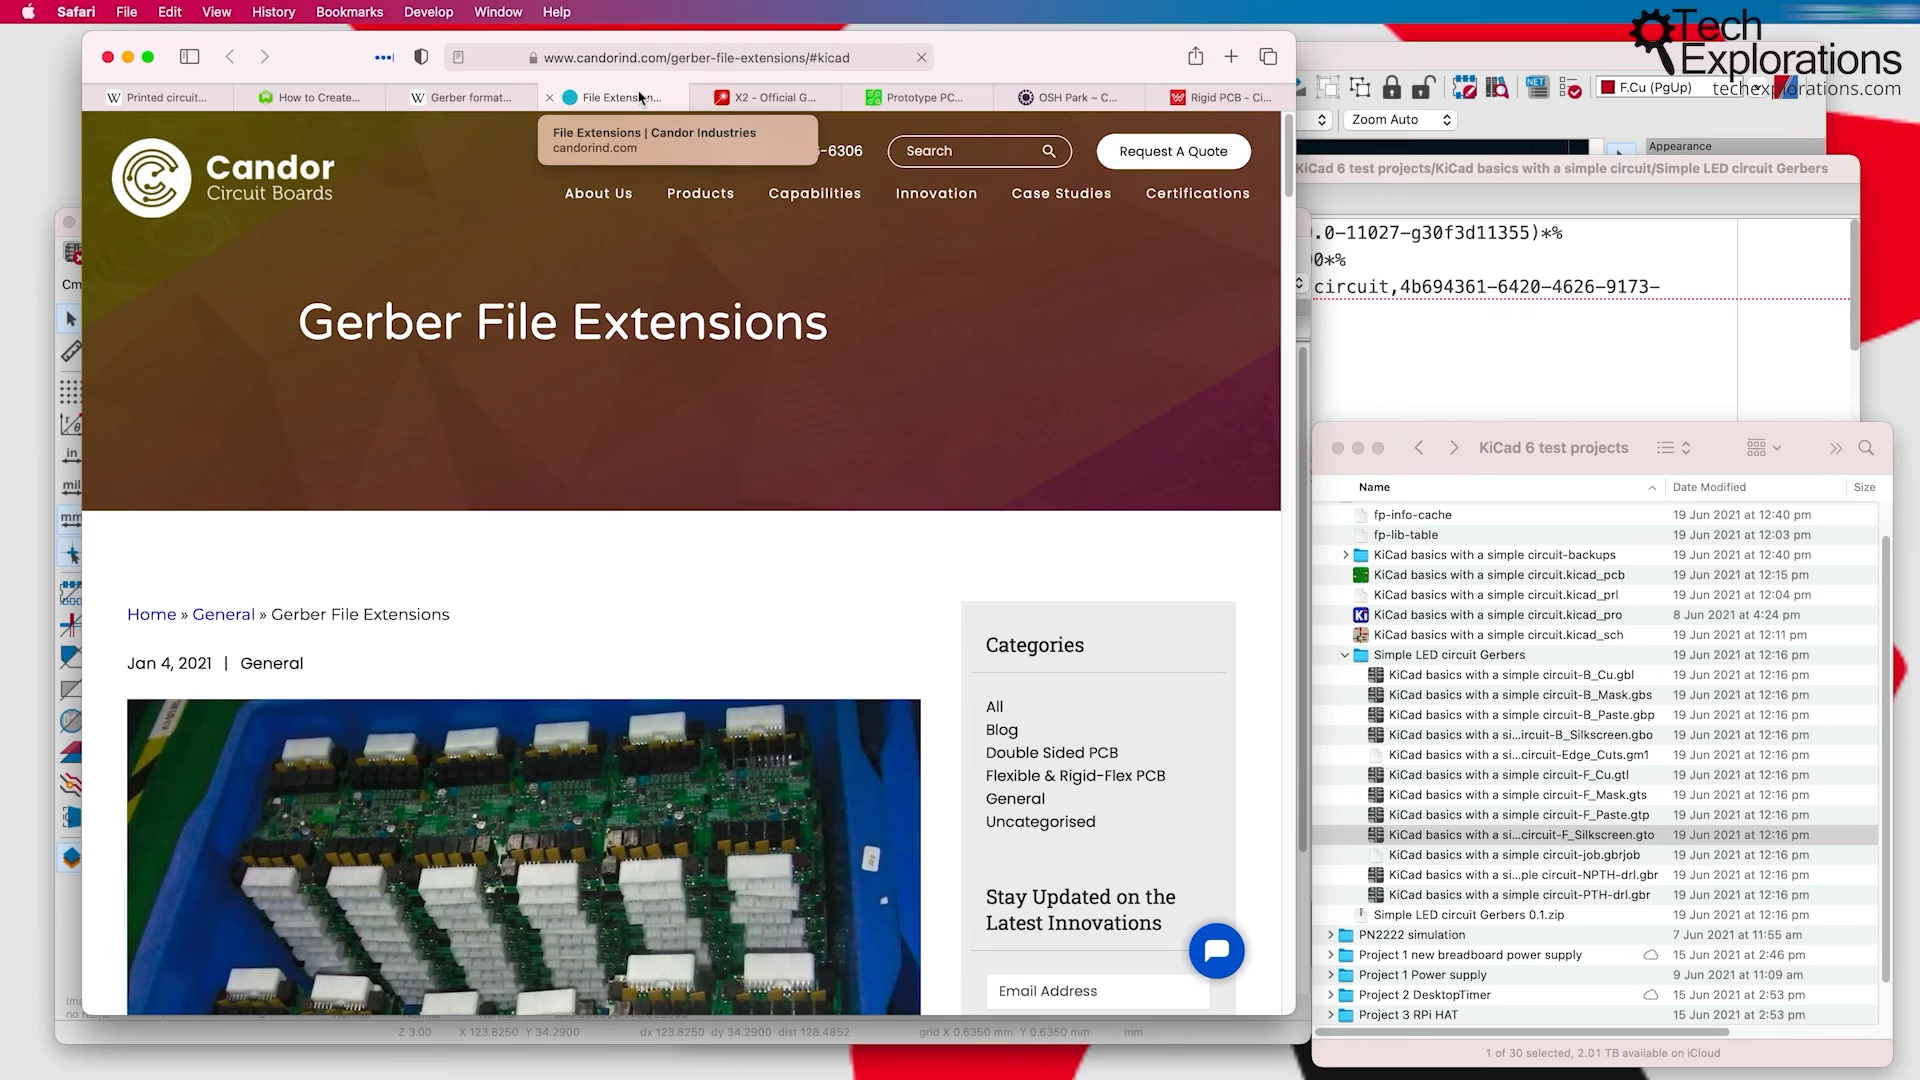 Safari File Edit View History Bookmarks Develop Window Help
Tech
Explorations
techexplorations.com
www.candorind.com/gerber-file-extensions/#kicad
Printed circuit...
How to Create...
Gerber format...
File Extension...
X2 - Official G...
Prototype PC...
OSH Park ~ C...
Rigid PCB - Ci...
File Extensions | Candor Industries
candorind.com
-6306
Search
Request A Quote
Candor
Circuit Boards
About Us Products Capabilities Innovation Case Studies Certifications
Gerber File Extensions
Home » General » Gerber File Extensions
Jan 4, 2021 | General
Categories
All
Blog
Double Sided PCB
Flexible & Rigid-Flex PCB
General
Uncategorised
Stay Updated on the
Latest Innovations
Email Address
Cm
in
mil
mm
Z 3.00 X 123.8250 Y 34.2900 dx 123.8250 dy 34.2900 dist 128.4852 grid X 0.6350 mm Y 0.6350 mm mm
NET
F.Cu (PgUp)
Zoom Auto
Appearance
KiCad 6 test projects/KiCad basics with a simple circuit/Simple LED circuit Gerbers
.0-11027-g30f3d11355)*%
0*%
circuit,4b694361-6420-4626-9173-
KiCad 6 test projects
Name Date Modified Size
fp-info-cache 19 Jun 2021 at 12:40 pm
fp-lib-table 19 Jun 2021 at 12:03 pm
KiCad basics with a simple circuit-backups 19 Jun 2021 at 12:40 pm
KiCad basics with a simple circuit.kicad_pcb 19 Jun 2021 at 12:15 pm
KiCad basics with a simple circuit.kicad_prl 19 Jun 2021 at 12:04 pm
KiCad basics with a simple circuit.kicad_pro 8 Jun 2021 at 4:24 pm
KiCad basics with a simple circuit.kicad_sch 19 Jun 2021 at 12:11 pm
Simple LED circuit Gerbers 19 Jun 2021 at 12:16 pm
KiCad basics with a simple circuit-B_Cu.gbl 19 Jun 2021 at 12:16 pm
KiCad basics with a simple circuit-B_Mask.gbs 19 Jun 2021 at 12:16 pm
KiCad basics with a simple circuit-B_Paste.gbp 19 Jun 2021 at 12:16 pm
KiCad basics with a si...ircuit-B_Silkscreen.gbo 19 Jun 2021 at 12:16 pm
KiCad basics with a si...circuit-Edge_Cuts.gm1 19 Jun 2021 at 12:16 pm
KiCad basics with a simple circuit-F_Cu.gtl 19 Jun 2021 at 12:16 pm
KiCad basics with a simple circuit-F_Mask.gts 19 Jun 2021 at 12:16 pm
KiCad basics with a simple circuit-F_Paste.gtp 19 Jun 2021 at 12:16 pm
KiCad basics with a si...circuit-F_Silkscreen.gto 19 Jun 2021 at 12:16 pm
KiCad basics with a simple circuit-job.gbrjob 19 Jun 2021 at 12:16 pm
KiCad basics with a si...ple circuit-NPTH-drl.gbr 19 Jun 2021 at 12:16 pm
KiCad basics with a simple circuit-PTH-drl.gbr 19 Jun 2021 at 12:16 pm
Simple LED circuit Gerbers 0.1.zip 19 Jun 2021 at 12:16 pm
PN2222 simulation 7 Jun 2021 at 11:55 am
Project 1 new breadboard power supply 15 Jun 2021 at 2:46 pm
Project 1 Power supply 9 Jun 2021 at 11:09 am
Project 2 DesktopTimer 15 Jun 2021 at 2:53 pm
Project 3 RPi HAT 15 Jun 2021 at 2:53 pm
1 of 30 selected, 2.01 TB available on iCloud